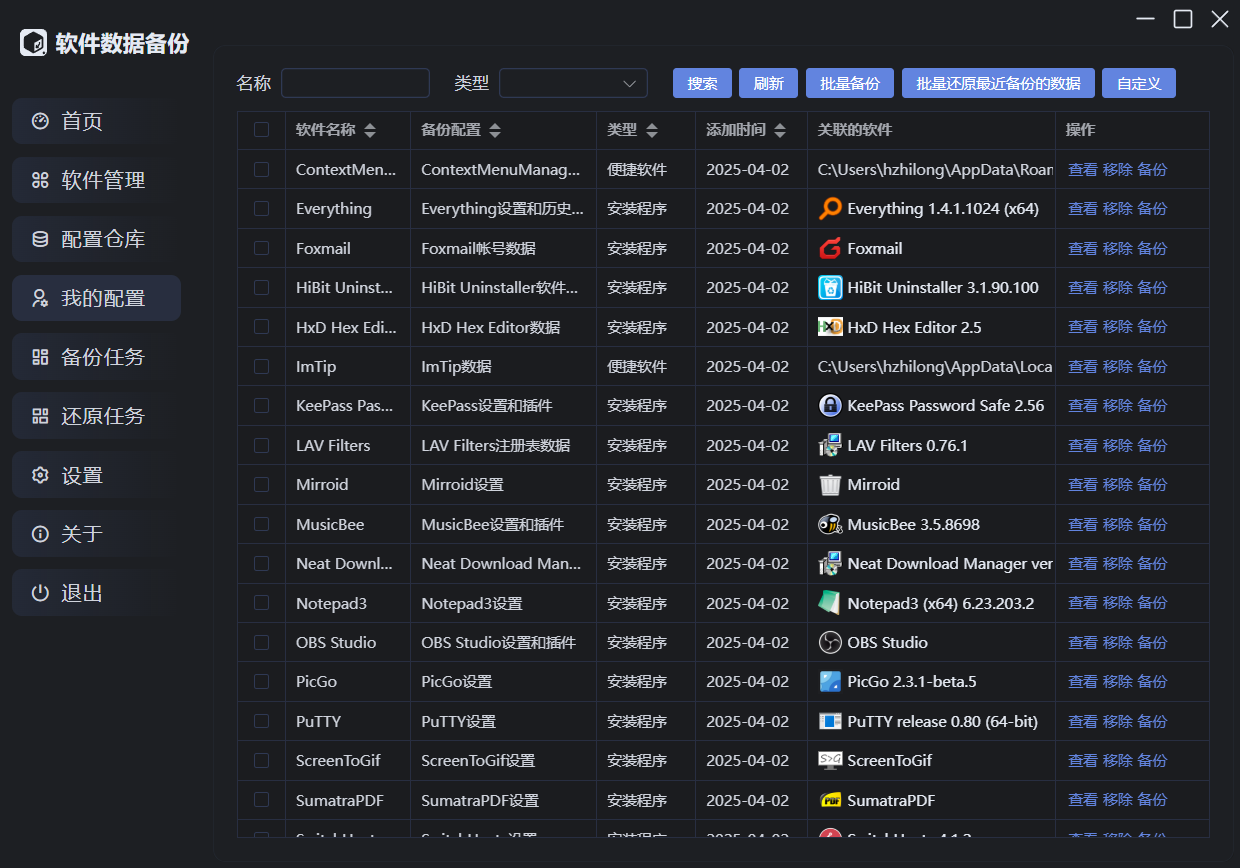 软件数据备份
首页
软件管理
配置仓库
我的配置
备份任务
还原任务
设置
关于
退出
名称 类型 搜索 刷新 批量备份 批量还原最近备份的数据 自定义
软件名称 备份配置 类型 添加时间 关联的软件 操作
ContextMen... ContextMenuManag... 便捷软件 2025-04-02 C:\Users\hzhilong\AppData\Roan 查看 移除 备份
Everything Everything设置和历史... 安装程序 2025-04-02 Everything 1.4.1.1024 (x64) 查看 移除 备份
Foxmail Foxmail帐号数据 安装程序 2025-04-02 Foxmail 查看 移除 备份
HiBit Uninst... HiBit Uninstaller软件... 安装程序 2025-04-02 HiBit Uninstaller 3.1.90.100 查看 移除 备份
HxD Hex Edi... HxD Hex Editor数据 安装程序 2025-04-02 HxD Hex Editor 2.5 查看 移除 备份
ImTip ImTip数据 便捷软件 2025-04-02 C:\Users\hzhilong\AppData\Loca 查看 移除 备份
KeePass Pas... KeePass设置和插件 安装程序 2025-04-02 KeePass Password Safe 2.56 查看 移除 备份
LAV Filters LAV Filters注册表数据 安装程序 2025-04-02 LAV Filters 0.76.1 查看 移除 备份
Mirroid Mirroid设置 安装程序 2025-04-02 Mirroid 查看 移除 备份
MusicBee MusicBee设置和插件 安装程序 2025-04-02 MusicBee 3.5.8698 查看 移除 备份
Neat Downl... Neat Download Man... 安装程序 2025-04-02 Neat Download Manager ver 查看 移除 备份
Notepad3 Notepad3设置 安装程序 2025-04-02 Notepad3 (x64) 6.23.203.2 查看 移除 备份
OBS Studio OBS Studio设置和插件 安装程序 2025-04-02 OBS Studio 查看 移除 备份
PicGo PicGo设置 安装程序 2025-04-02 PicGo 2.3.1-beta.5 查看 移除 备份
PuTTY PuTTY设置 安装程序 2025-04-02 PuTTY release 0.80 (64-bit) 查看 移除 备份
ScreenToGif ScreenToGif设置 安装程序 2025-04-02 ScreenToGif 查看 移除 备份
SumatraPDF SumatraPDF设置 安装程序 2025-04-02 SumatraPDF 查看 移除 备份